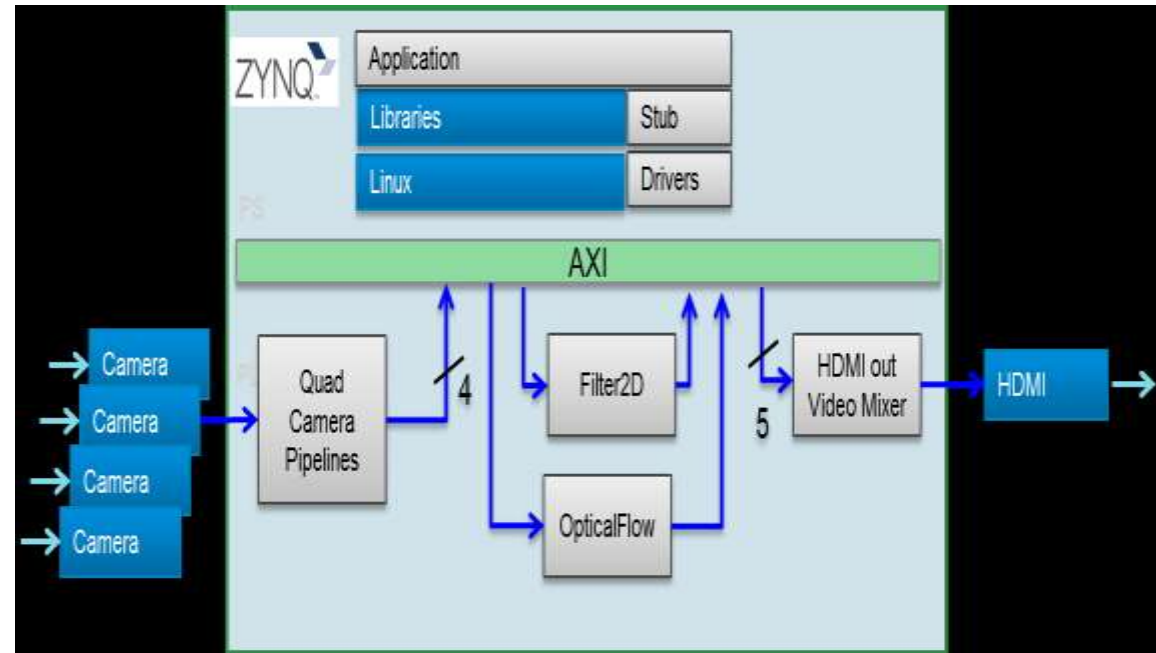 ZYNQ
Application
Libraries
Stub
Linux
Drivers
PS
AXI
Camera
Camera
Camera
Camera
Quad
Camera
Pipelines
4
Filter2D
OpticalFlow
5
HDMI out
Video Mixer
HDMI